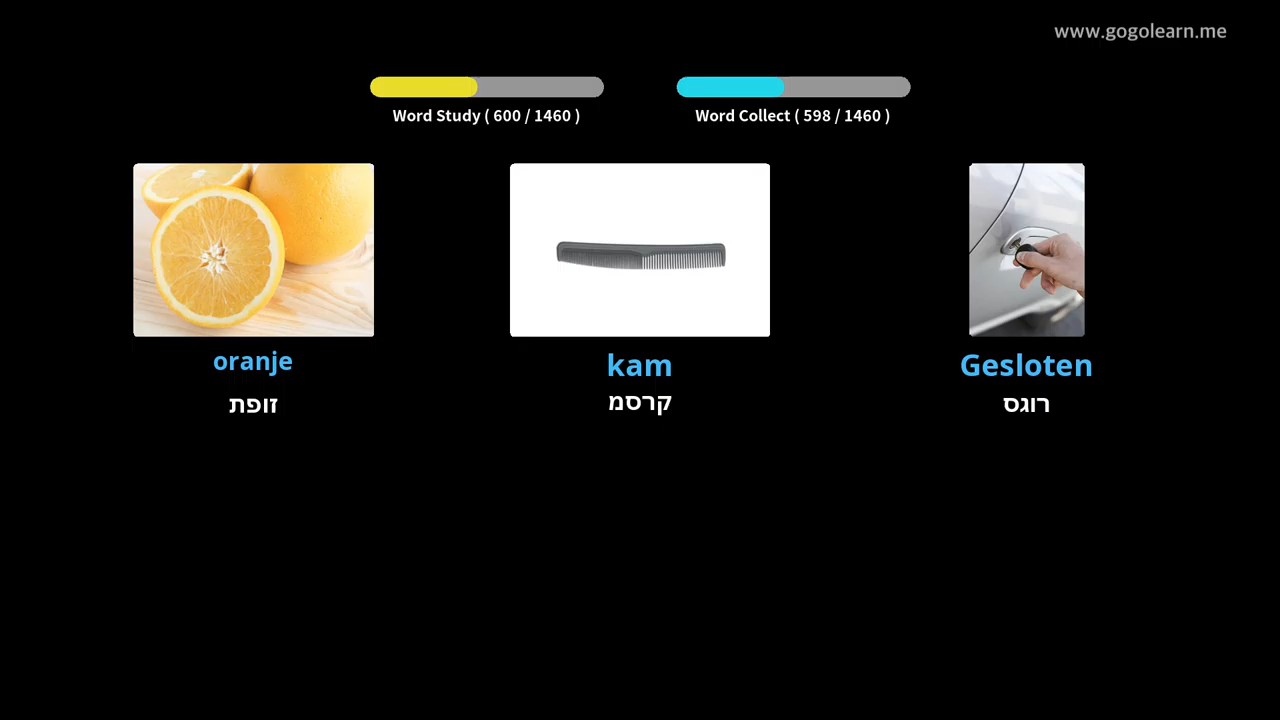 www.gogolearn.me
Word Study ( 600 / 1460 )
Word Collect ( 598 / 1460 )
oranje
זופת
kam
קרסמ
Gesloten
רוגס